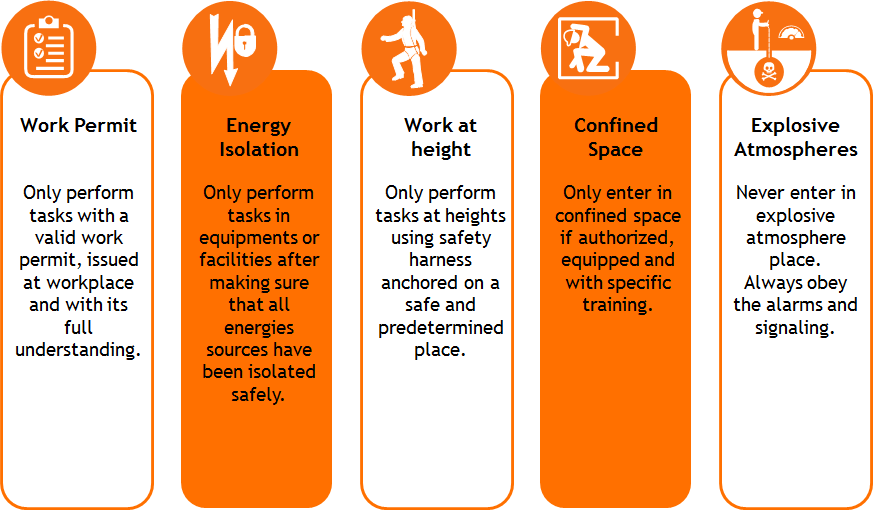 Work Permit
Only perform
tasks with a
valid work
permit, issued
at workplace
and with its
full
understanding.
Energy
Isolation
Only perform
tasks in
equipments or
facilities after
making sure
that all
energies
sources have
been isolated
safely.
Work at
height
Only perform
tasks at heights
using safety
harness
anchored on a
safe and
predetermined
place.
Confined
Space
Only enter in
confined space
if authorized,
equipped and
with specific
training.
Explosive
Atmospheres
Never enter in
explosive
atmosphere
place.
Always obey
the alarms and
signaling.